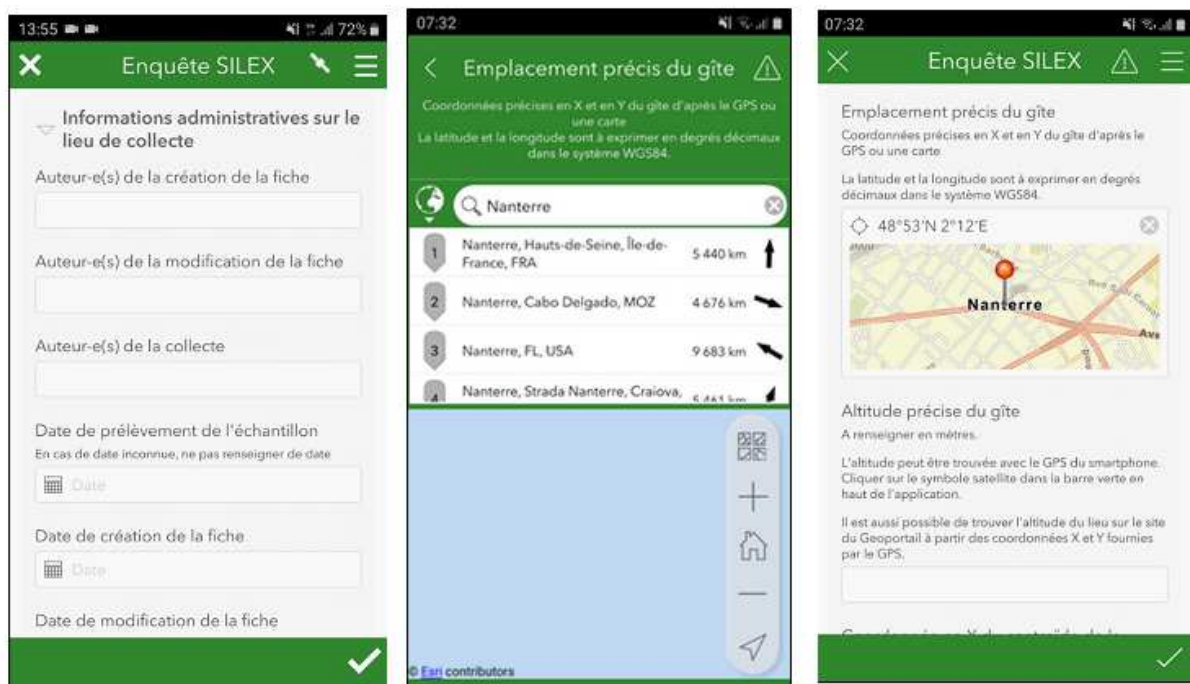 13:55
72%
Enquête SILEX
Informations administratives sur le
lieu de collecte
Auteur-e(s) de la création de la fiche
Auteur-e(s) de la modification de la fiche
Auteur-e(s) de la collecte
Date de prélèvement de l'échantillon
En cas de date inconnue, ne pas renseigner de date
Date
Date de création de la fiche
Date
Date de modification de la fiche
07:32
Emplacement précis du gîte
Coordonnées précises en X et en Y du gîte d'après le GPS ou
une carte
La latitude et la longitude sont à exprimer en degrés décimaux
dans le système WGS84.
Nanterre
1
Nanterre, Hauts-de-Seine, Île-de-
France, FRA
5 440 km
2
Nanterre, Cabo Delgado, MOZ
4 676 km
3
Nanterre, FL, USA
9 683 km
4
Nanterre, Strada Nanterre, Craiova,
5 461 km
© Esri contributors
07:32
Enquête SILEX
Emplacement précis du gîte
Coordonnées précises en X et en Y du gîte d'après le
GPS ou une carte
La latitude et la longitude sont à exprimer en degrés
décimaux dans le système WGS84.
48°53'N 2°12'E
Nanterre
Ave
Altitude précise du gîte
A renseigner en mètres.
L'altitude peut être trouvée avec le GPS du smartphone.
Cliquer sur le symbole satellite dans la barre verte en
haut de l'application.
Il est aussi possible de trouver l'altitude du lieu sur le site
du Geoportail à partir des coordonnées X et Y fournies
par le GPS.